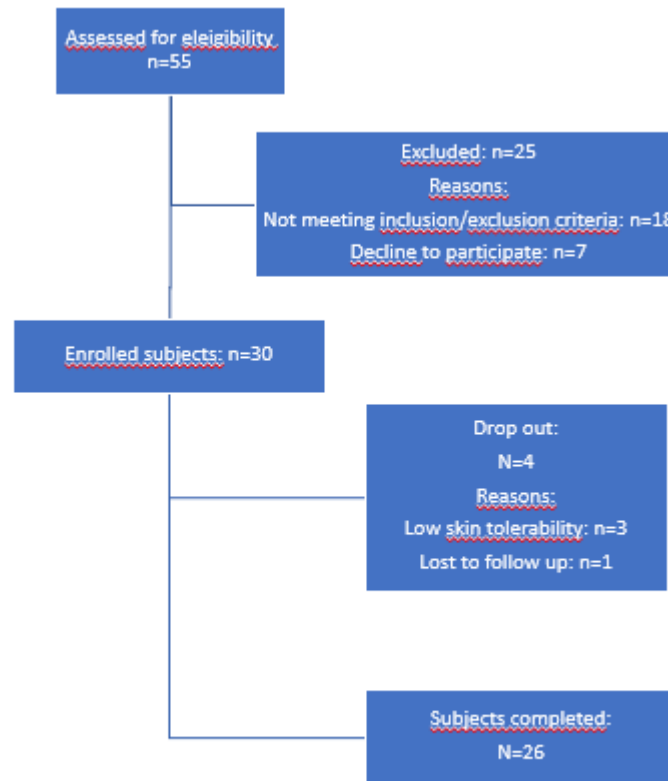 Assessed for eleigibility
n=55
Excluded: n=25
Reasons:
Not meeting inclusion/exclusion criteria: n=18
Decline to participate: n=7
Enrolled subjects: n=30
Drop out:
N=4
Reasons:
Low skin tolerability: n=3
Lost to follow up: n=1
Subjects completed:
N=26